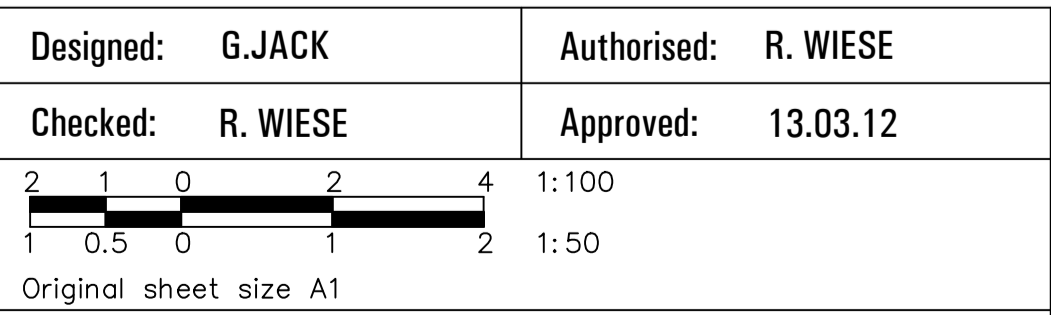 Designed: G.JACK Authorised: R. WIESE
Checked: R. WIESE Approved: 13.03.12
2 1 0 2 4 1:100
1 0.5 0 1 2 1:50
Original sheet size A1